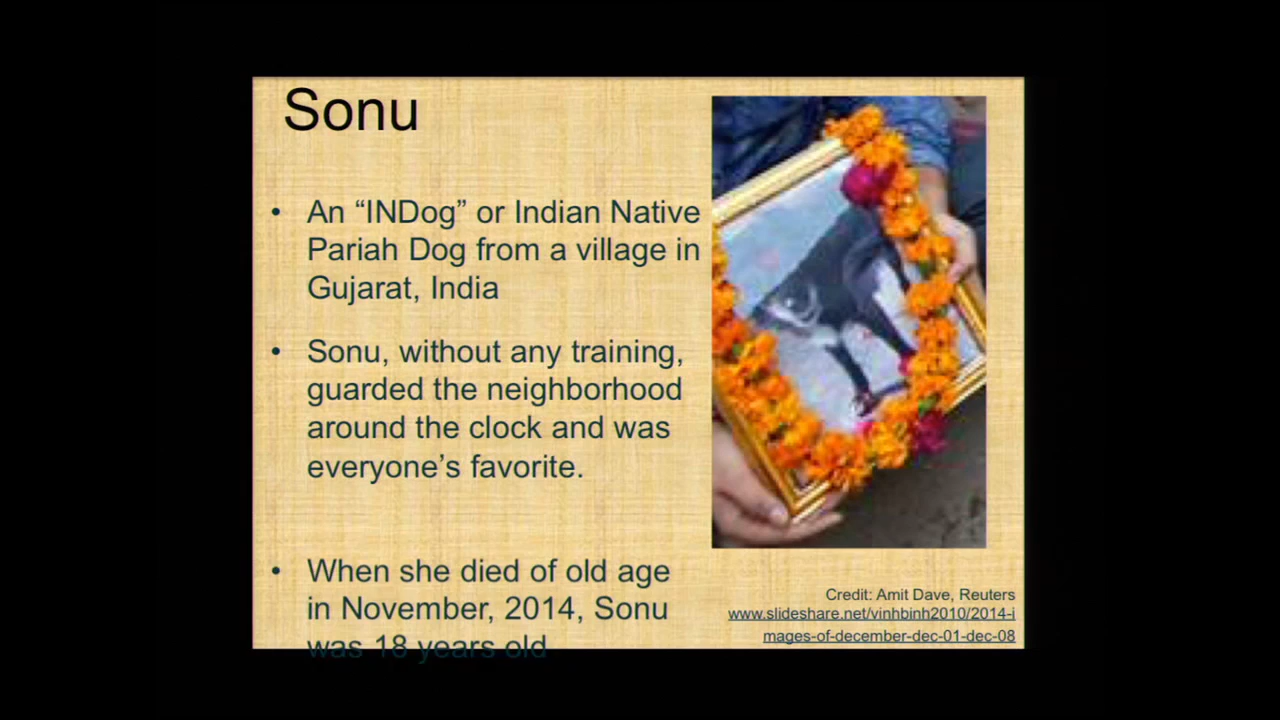 Sonu
• An “INDog” or Indian Native
Pariah Dog from a village in
Gujarat, India
• Sonu, without any training,
guarded the neighborhood
around the clock and was
everyone’s favorite.
• When she died of old age
in November, 2014, Sonu
was 18 years old
Credit: Amit Dave, Reuters
www.slideshare.net/vinhbinh2010/2014-i
mages-of-december-dec-01-dec-08